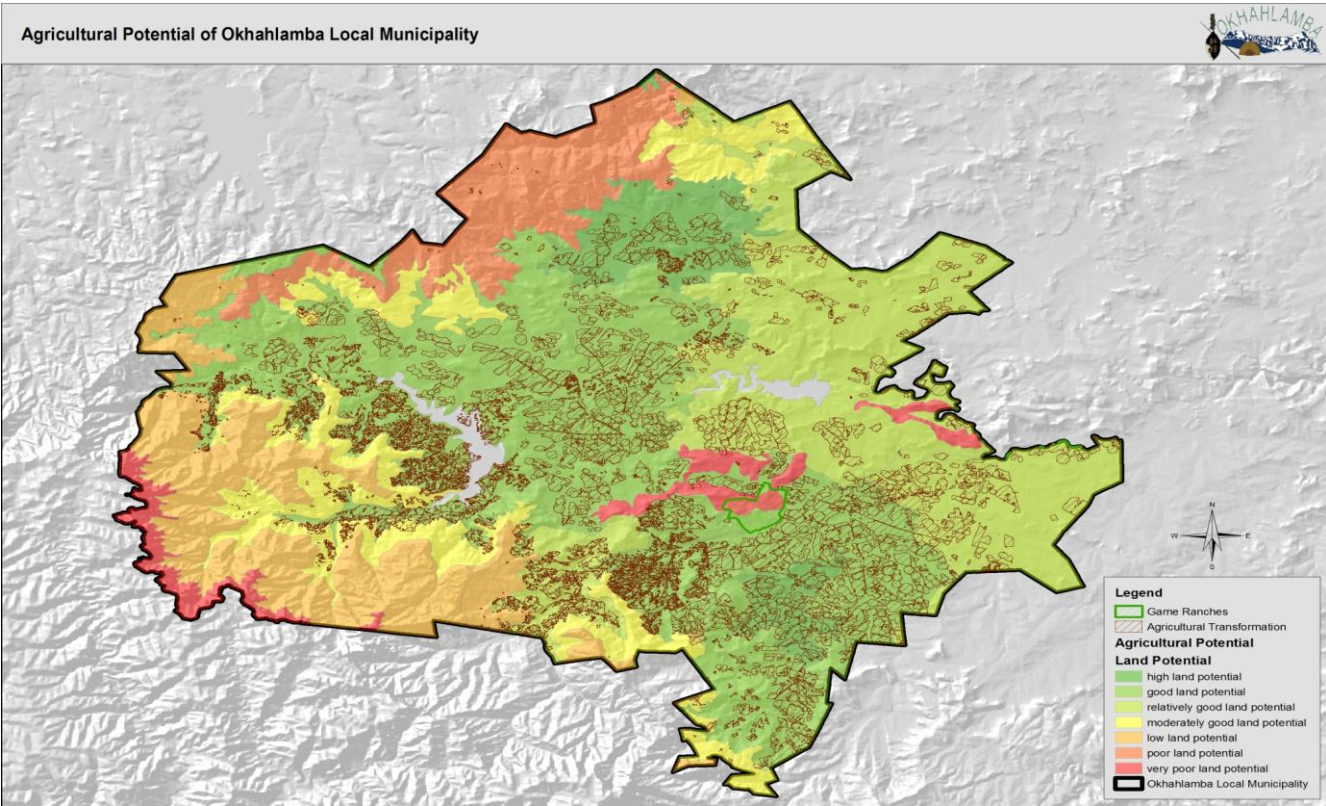 Agricultural Potential of Okhahlamba Local Municipality
OKHAHLAMBA
N
W
E
S
Legend
Game Ranches
Agricultural Transformation
Agricultural Potential
Land Potential
high land potential
good land potential
relatively good land potential
moderately good land potential
low land potential
poor land potential
very poor land potential
Okhahlamba Local Municipality